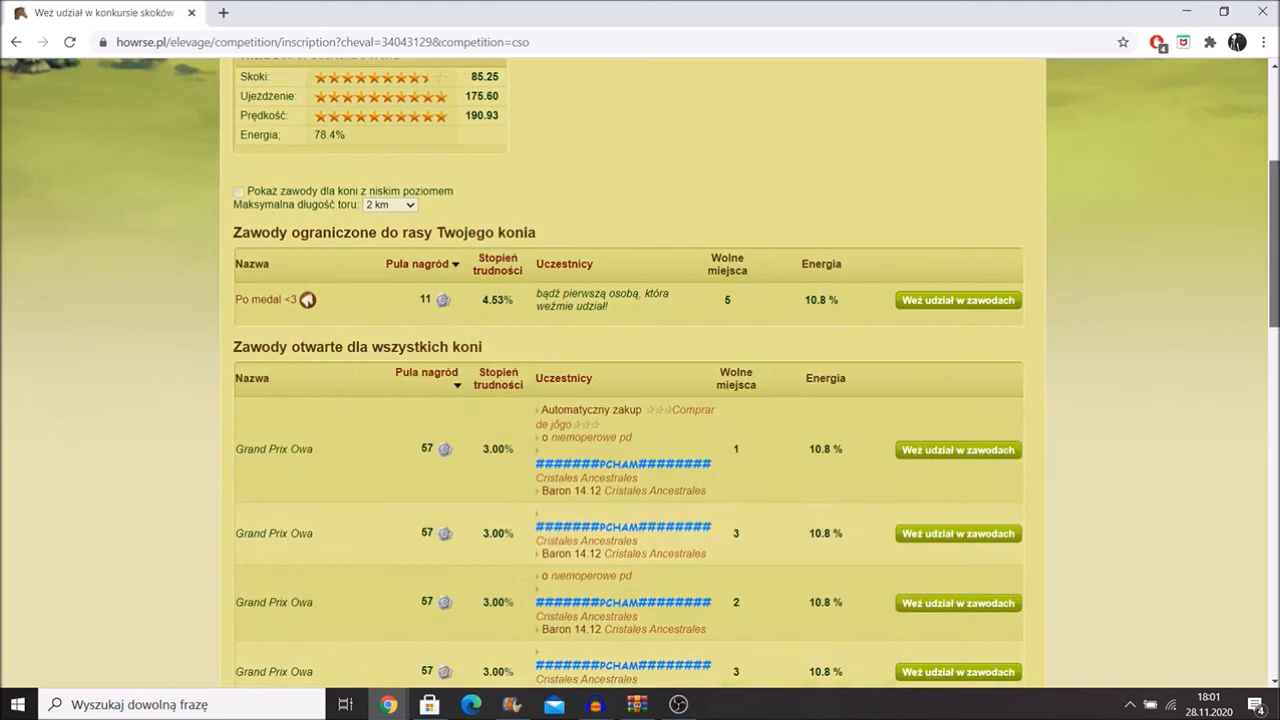 Weź udział w konkursie skoków
howrse.pl/elevage/competition/inscription?cheval=34043129&competition=cso
4
Skoki: 85.25
Ujeżdżenie: 175.60
Prędkość: 190.93
Energia: 78.4%
Pokaż zawody dla koni z niskim poziomem
Maksymalna długość toru: 2 km
Zawody ograniczone do rasy Twojego konia
Nazwa Pula nagród Stopień trudności Uczestnicy Wolne miejsca Energia
Po medal <3 11 4.53% bądź pierwszą osobą, która weźmie udział! 5 10.8 % Weź udział w zawodach
Zawody otwarte dla wszystkich koni
Nazwa Pula nagród Stopień trudności Uczestnicy Wolne miejsca Energia
Automatyczny zakup ☆☆☆Comprar
de jôgo☆☆☆
o niemoperowe pd
Grand Prix Owa 57 3.00% 1 10.8 % Weź udział w zawodach
#######PCHAM########
Cristales Ancestrales
Baron 14.12 Cristales Ancestrales
#######PCHAM########
Grand Prix Owa 57 3.00% 3 10.8 % Weź udział w zawodach
Cristales Ancestrales
Baron 14.12 Cristales Ancestrales
o niemoperowe pd
Grand Prix Owa 57 3.00% #######PCHAM######## 2 10.8 % Weź udział w zawodach
Cristales Ancestrales
Baron 14.12 Cristales Ancestrales
#######PCHAM########
Grand Prix Owa 57 3.00% 3 10.8 % Weź udział w zawodach
Cristales Ancestrales
Wyszukaj dowolną frazę
18:01
28.11.2020
4